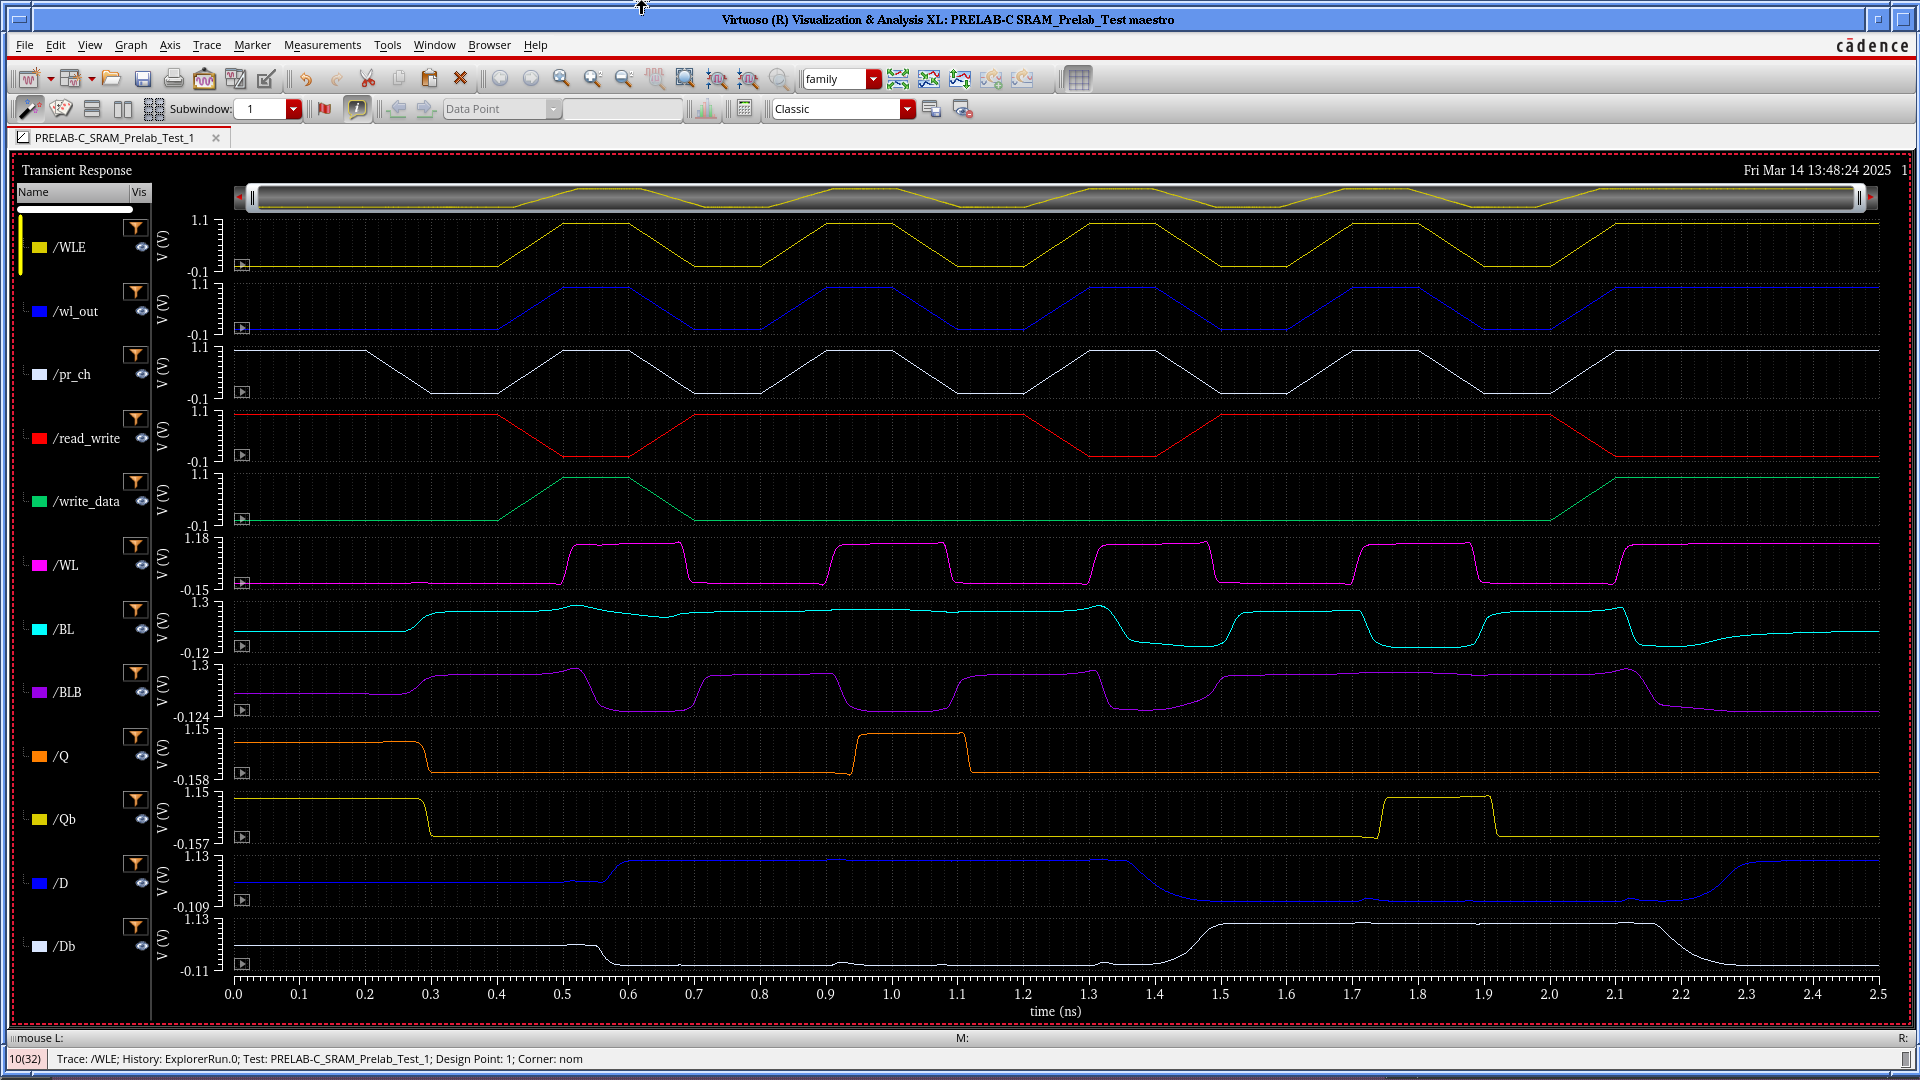 Virtuoso (R) Visualization & Analysis XL: PRELAB-C SRAM_Prelab_Test maestro
File Edit View Graph Axis Trace Marker Measurements Tools Window Browser Help
cādence
family
Subwindow: 1
Data Point
Classic
PRELAB-C_SRAM_Prelab_Test_1
Transient Response
Fri Mar 14 13:48:24 2025 1
Name Vis
/WLE V (V) 1.1 -0.1
/wl_out V (V) 1.1 -0.1
/pr_ch V (V) 1.1 -0.1
/read_write V (V) 1.1 -0.1
/write_data V (V) 1.1 -0.1
/WL V (V) 1.18 -0.15
/BL V (V) 1.3 -0.12
/BLB V (V) 1.3 -0.124
/Q V (V) 1.15 -0.158
/Qb V (V) 1.15 -0.157
/D V (V) 1.13 -0.109
/Db V (V) 1.13 -0.11
0.0 0.1 0.2 0.3 0.4 0.5 0.6 0.7 0.8 0.9 1.0 1.1 1.2 1.3 1.4 1.5 1.6 1.7 1.8 1.9 2.0 2.1 2.2 2.3 2.4 2.5
time (ns)
mouse L: M: R:
10(32) Trace: /WLE; History: ExplorerRun.0; Test: PRELAB-C_SRAM_Prelab_Test_1; Design Point: 1; Corner: nom